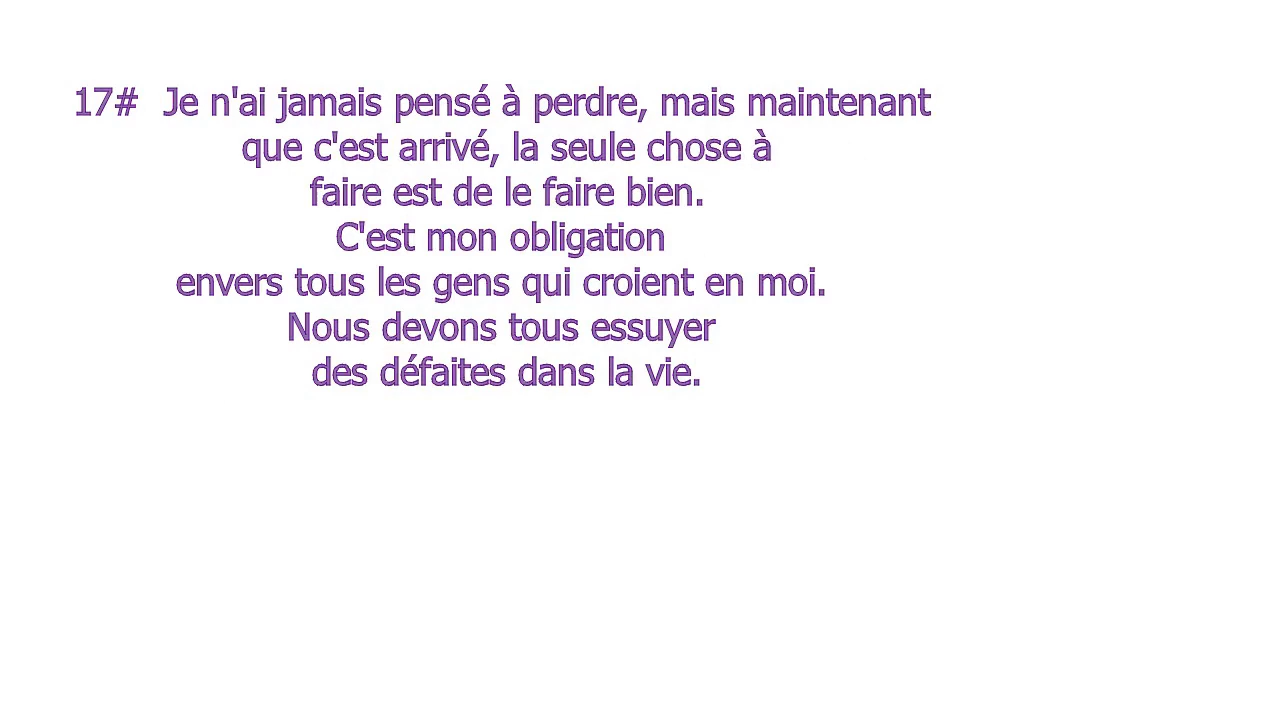 17# Je n'ai jamais pensé à perdre, mais maintenant
que c'est arrivé, la seule chose à
faire est de le faire bien.
C'est mon obligation
envers tous les gens qui croient en moi.
Nous devons tous essuyer
des défaites dans la vie.